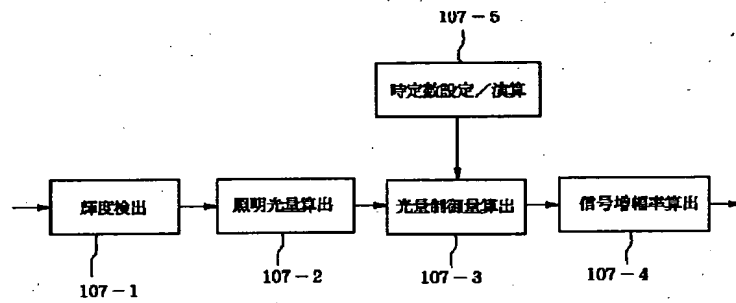 107-5
時定数設定/演算
輝度検出
照明光量算出
光量制御量算出
信号増幅率算出
107-1
107-2
107-3
107-4